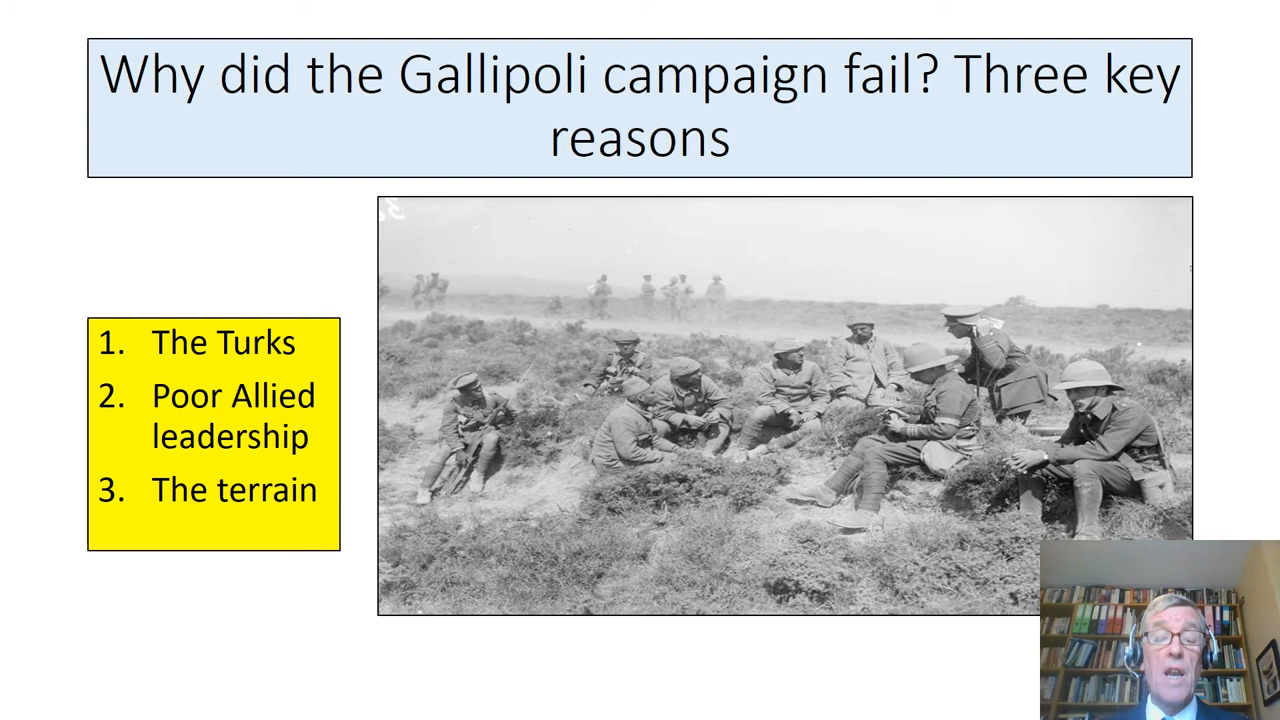 Why did the Gallipoli campaign fail? Three key
reasons
1. The Turks
2. Poor Allied
leadership
3. The terrain